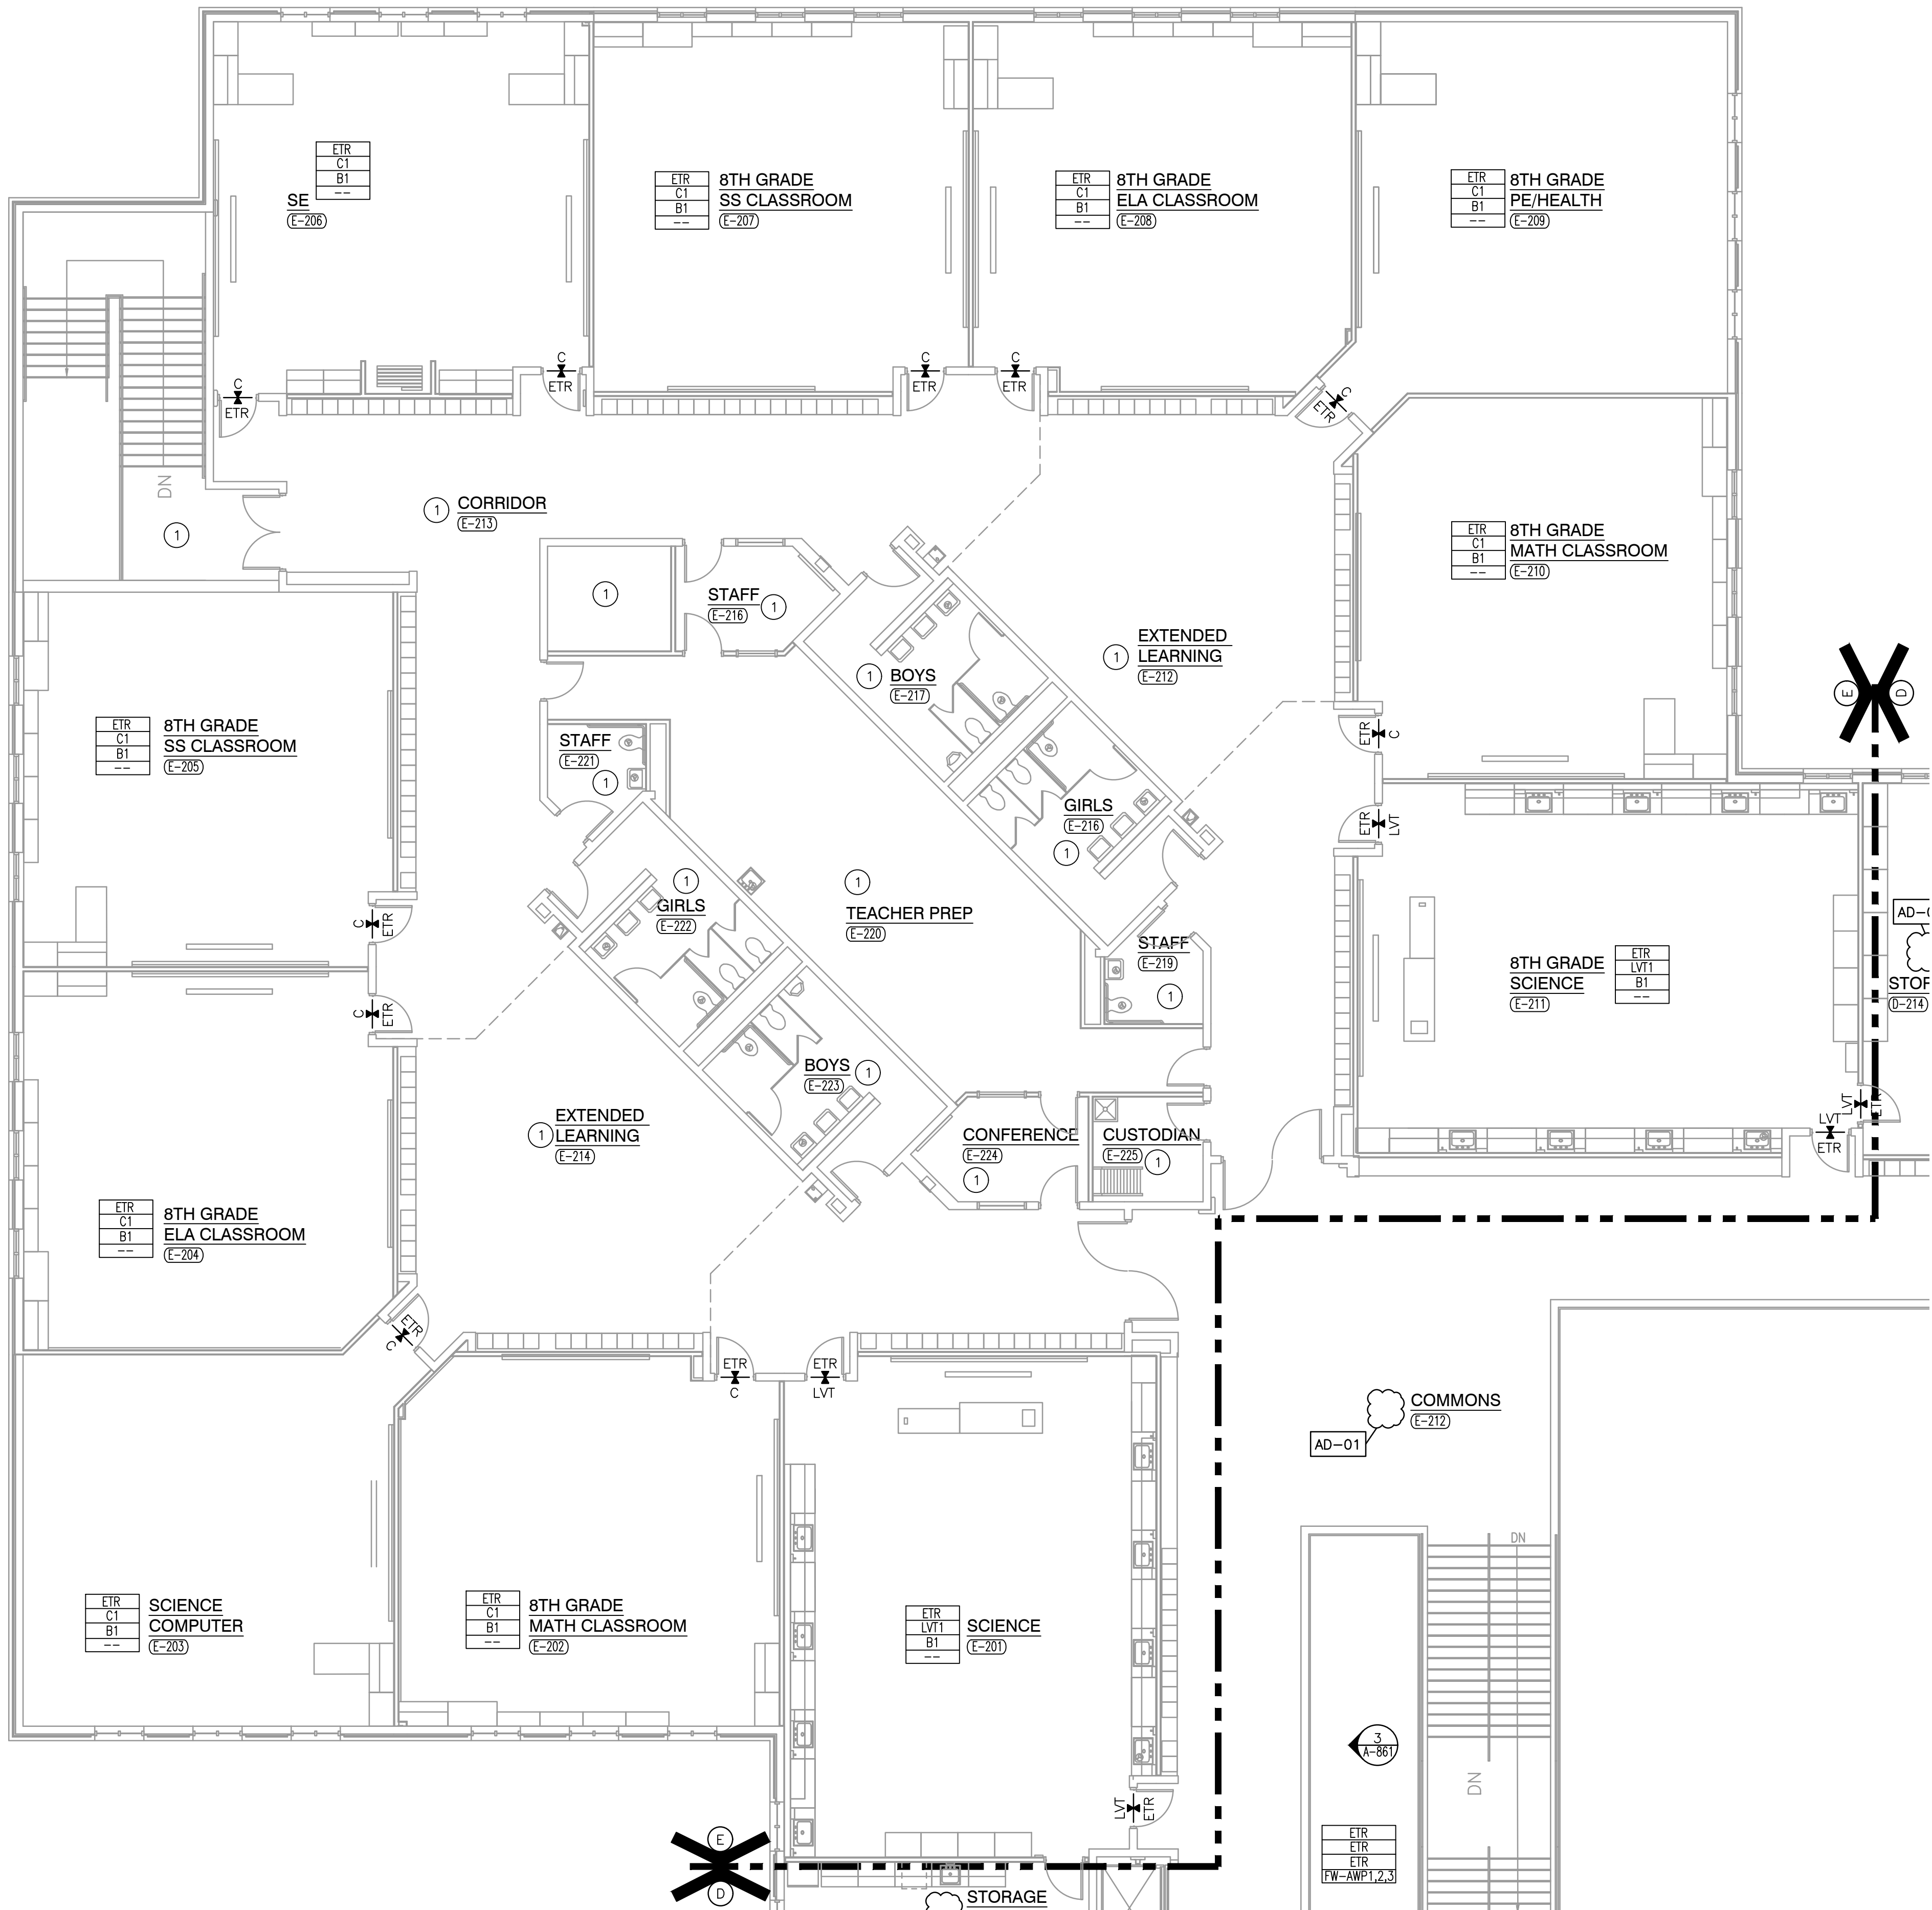 ETR
C1
B1
--
SE
E-206
ETR
C1
B1
--
8TH GRADE
SS CLASSROOM
E-207
ETR
C1
B1
--
8TH GRADE
ELA CLASSROOM
E-208
ETR
C1
B1
--
8TH GRADE
PE/HEALTH
E-209
C
ETR
C
ETR
C
ETR
C
ETR
C
ETR
DN
1
1
CORRIDOR
E-213
ETR
C1
B1
--
8TH GRADE
MATH CLASSROOM
E-210
1
STAFF
E-216
1
1
EXTENDED
LEARNING
E-212
1
BOYS
E-217
E
D
ETR
C1
B1
--
8TH GRADE
SS CLASSROOM
E-205
STAFF
E-221
1
ETR
C
ETR
LVT
GIRLS
E-216
1
1
GIRLS
E-222
1
TEACHER PREP
E-220
C
ETR
STAFF
E-219
1
8TH GRADE
SCIENCE
E-211
ETR
LVT1
B1
--
AD-0
STOR
D-214
C
ETR
BOYS
E-223
1
LVT
ETR
LVT
ETR
1
EXTENDED
LEARNING
E-214
CONFERENCE
E-224
1
CUSTODIAN
E-225
1
ETR
C1
B1
--
8TH GRADE
ELA CLASSROOM
E-204
ETR
C
ETR
C
ETR
LVT
COMMONS
E-212
AD-01
DN
ETR
C1
B1
--
SCIENCE
COMPUTER
E-203
ETR
C1
B1
--
8TH GRADE
MATH CLASSROOM
E-202
ETR
LVT1
B1
--
SCIENCE
E-201
3
A-861
DN
LVT
ETR
E
D
ETR
ETR
ETR
FW-AWP1,2,3
STORAGE